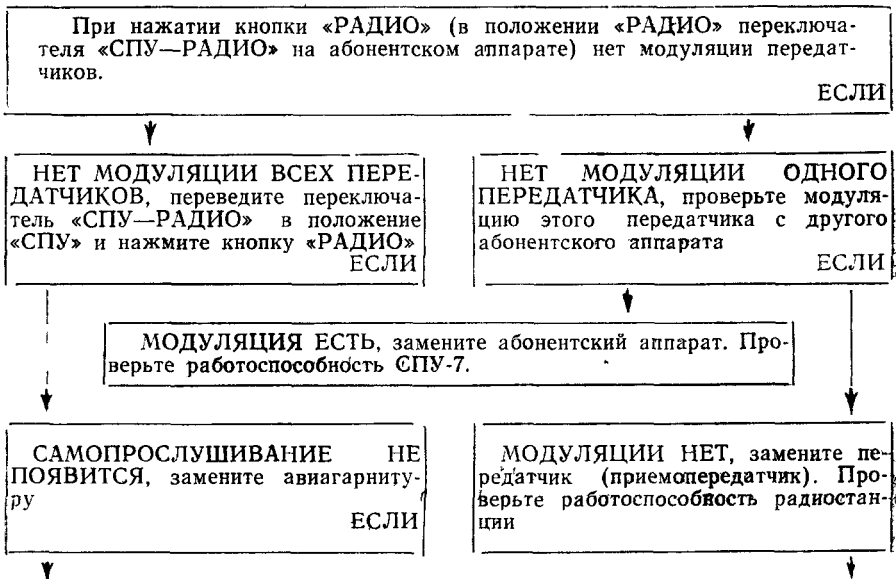 При нажатии кнопки «РАДИО» (в положении «РАДИО» переключа-
теля «СПУ—РАДИО» на абонентском аппарате) нет модуляции передат-
чиков.
ЕСЛИ
НЕТ МОДУЛЯЦИИ ВСЕХ ПЕРЕ-
ДАТЧИКОВ, переведите переключа-
тель «СПУ—РАДИО» в положение
«СПУ» и нажмите кнопку «РАДИО»
ЕСЛИ
НЕТ МОДУЛЯЦИИ ОДНОГО
ПЕРЕДАТЧИКА, проверьте модуля-
цию этого передатчика с другого
абонентского аппарата
ЕСЛИ
МОДУЛЯЦИЯ ЕСТЬ, замените абонентский аппарат. Про-
верьте работоспособность СПУ-7.
САМОПРОСЛУШИВАНИЕ НЕ
ПОЯВИТСЯ, замените авиагарниту-
ру
ЕСЛИ
МОДУЛЯЦИИ НЕТ, замените пе-
редатчик (приемопередатчик). Про-
верьте работоспособность радиостан-
ции